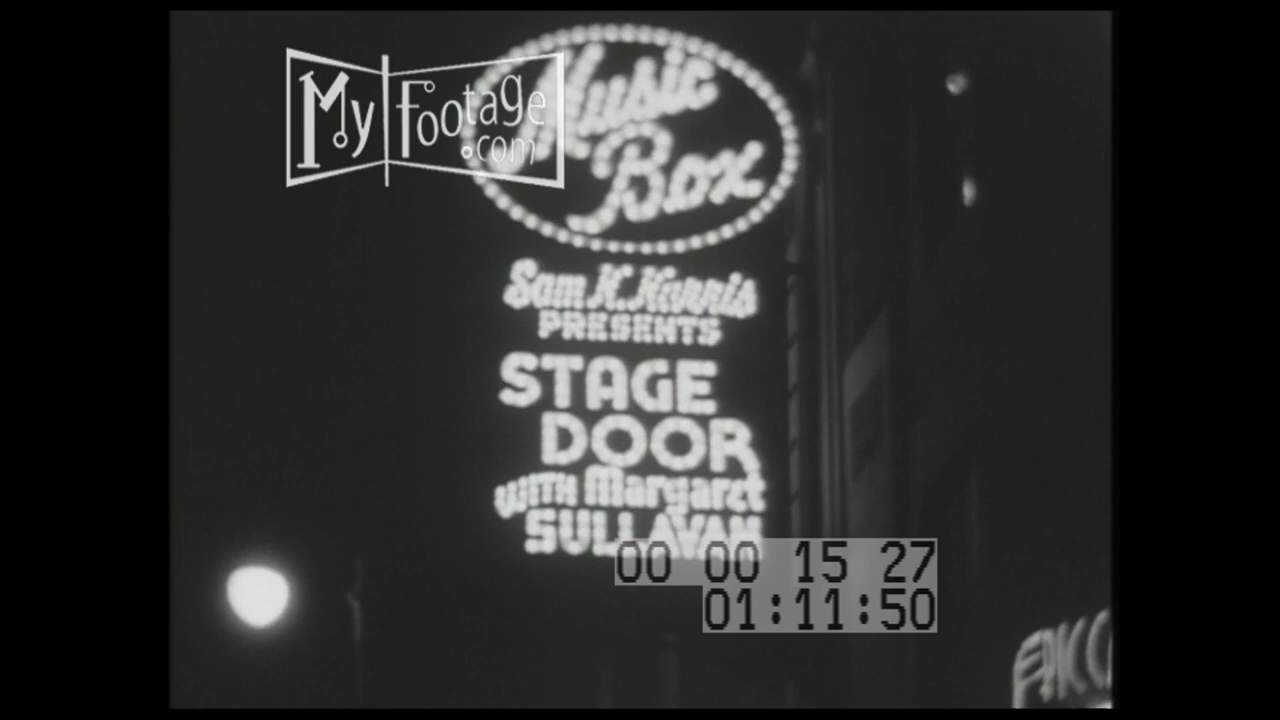 My Footage
.com
Music
Box
Sam H. Harris
PRESENTS
STAGE
DOOR
WITH Margaret
SULLAVAN
00 00 15 27
01:11:50